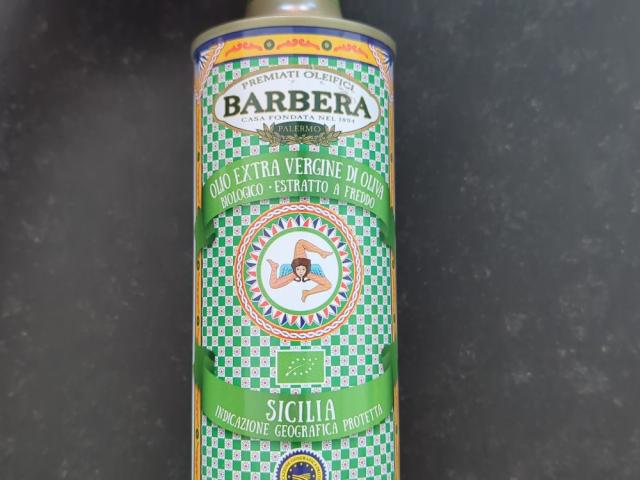 PREMIATI OLEIFICI
BARBERA
CASA FONDATA NEL 1894
PALERMO
OLIO EXTRA VERGINE DI OLIVA
BIOLOGICO • ESTRATTO A FREDDO
SICILIA
INDICAZIONE GEOGRAFICA PROTETTA